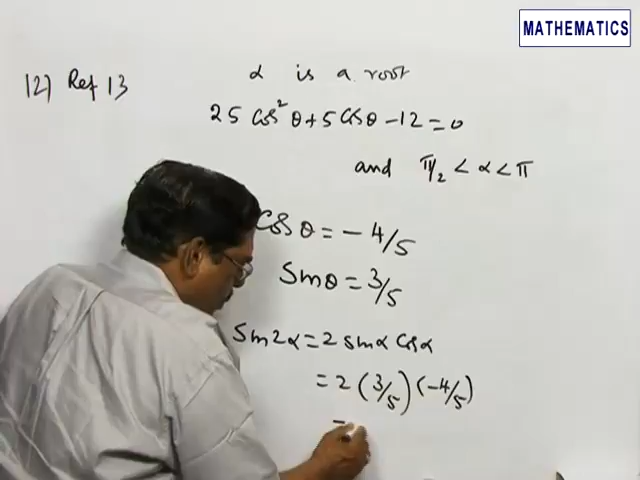 MATHEMATICS
12) Ref 13
α is a root
25 cos²θ + 5 cosθ - 12 = 0
and π/2 < α < π
cos θ = - 4/5
Sinθ = 3/5
Sin2α = 2 sinα cosα
= 2 (3/5) (-4/5)